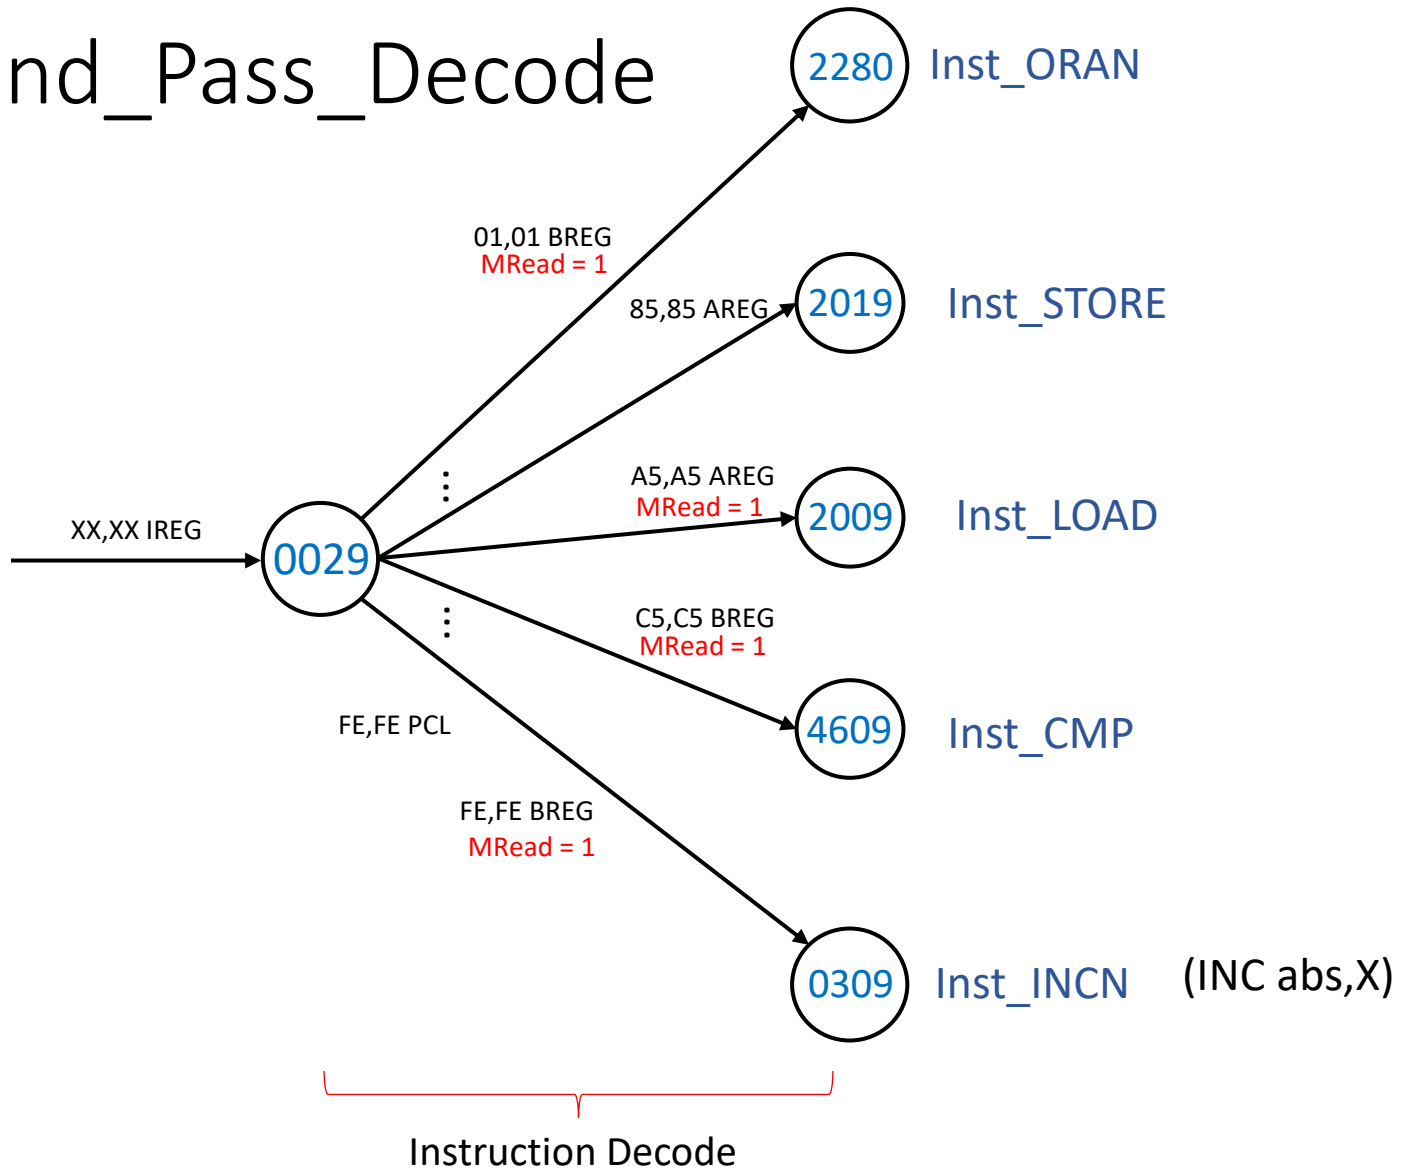 nd_Pass_Decode
2280 Inst_ORAN
01,01 BREG
MRead = 1
85,85 AREG
2019 Inst_STORE
⋮
A5,A5 AREG
MRead = 1
2009 Inst_LOAD
XX,XX IREG
0029
⋮
C5,C5 BREG
MRead = 1
4609 Inst_CMP
FE,FE PCL
FE,FE BREG
MRead = 1
0309 Inst_INCN (INC abs,X)
Instruction Decode